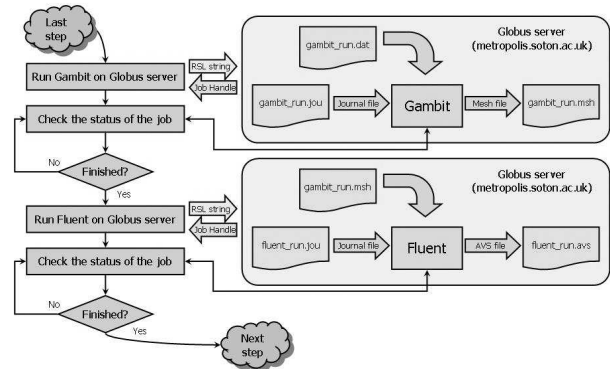 Last
step
Run Gambit on Globus server
RSL string
Job Handle
Check the status of the job
No
Finished?
Yes
Globus server
(metropolis.soton.ac.uk)
gambit_run.dat
gambit_run.jou
Journal file
Gambit
Mesh file
gambit_run.msh
Run Fluent on Globus server
RSL string
Job Handle
Check the status of the job
No
Finished?
Yes
Globus server
(metropolis.soton.ac.uk)
gambit_run.msh
fluent_run.jou
Journal file
Fluent
AVS file
fluent_run.avs
Next
step